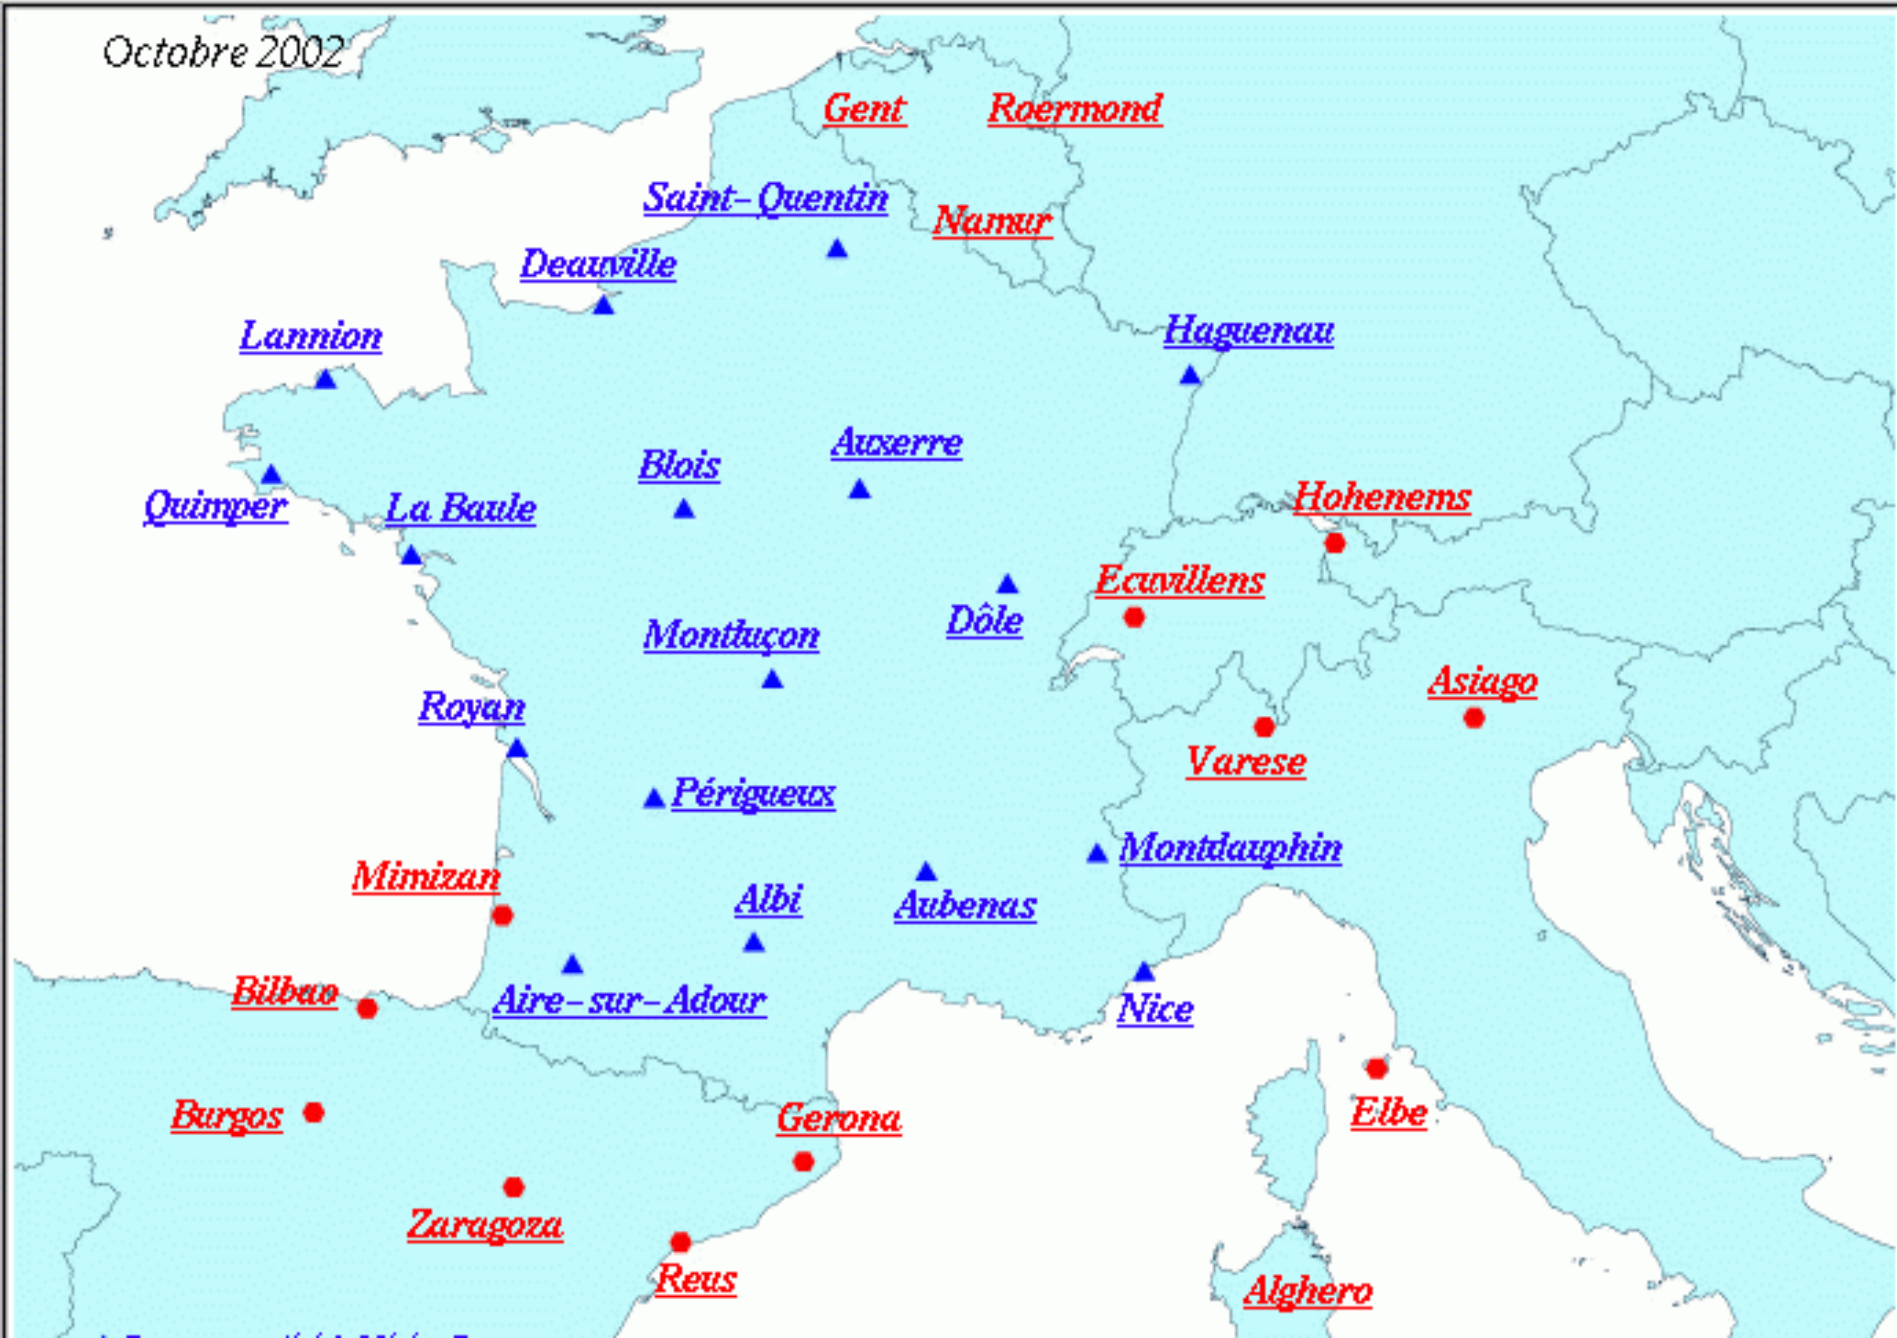 Octobre 2002
Gent
Roermond
Saint-Quentin
Namur
Deauville
Lannion
Haguenau
Auxerre
Blois
Quimper
La Baule
Hohenems
Ecuvillens
Dôle
Montluçon
Asiago
Royan
Varese
Périgueux
Montdauphin
Mimizan
Albi
Aubenas
Bilbao
Aire-sur-Adour
Nice
Burgos
Gerona
Elbe
Zaragoza
Reus
Alghero